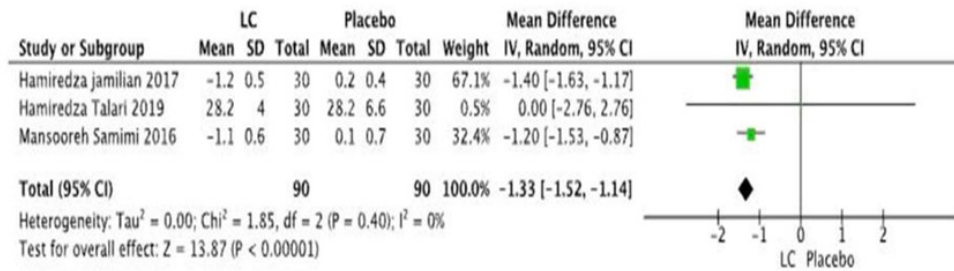 LC Placebo Mean Difference Mean Difference
Study or Subgroup Mean SD Total Mean SD Total Weight IV, Random, 95% CI IV, Random, 95% CI
Hamiredza jamilian 2017 −1.2 0.5 30 0.2 0.4 30 67.1% −1.40 [−1.63, −1.17]
Hamiredza Talari 2019 28.2 4 30 28.2 6.6 30 0.5% 0.00 [−2.76, 2.76]
Mansooreh Samimi 2016 −1.1 0.6 30 0.1 0.7 30 32.4% −1.20 [−1.53, −0.87]
Total (95% CI) 90 90 100.0% −1.33 [−1.52, −1.14]
Heterogeneity: Tau² = 0.00; Chi² = 1.85, df = 2 (P = 0.40); I² = 0%
Test for overall effect: Z = 13.87 (P < 0.00001)
−2 −1 0 1 2
LC Placebo